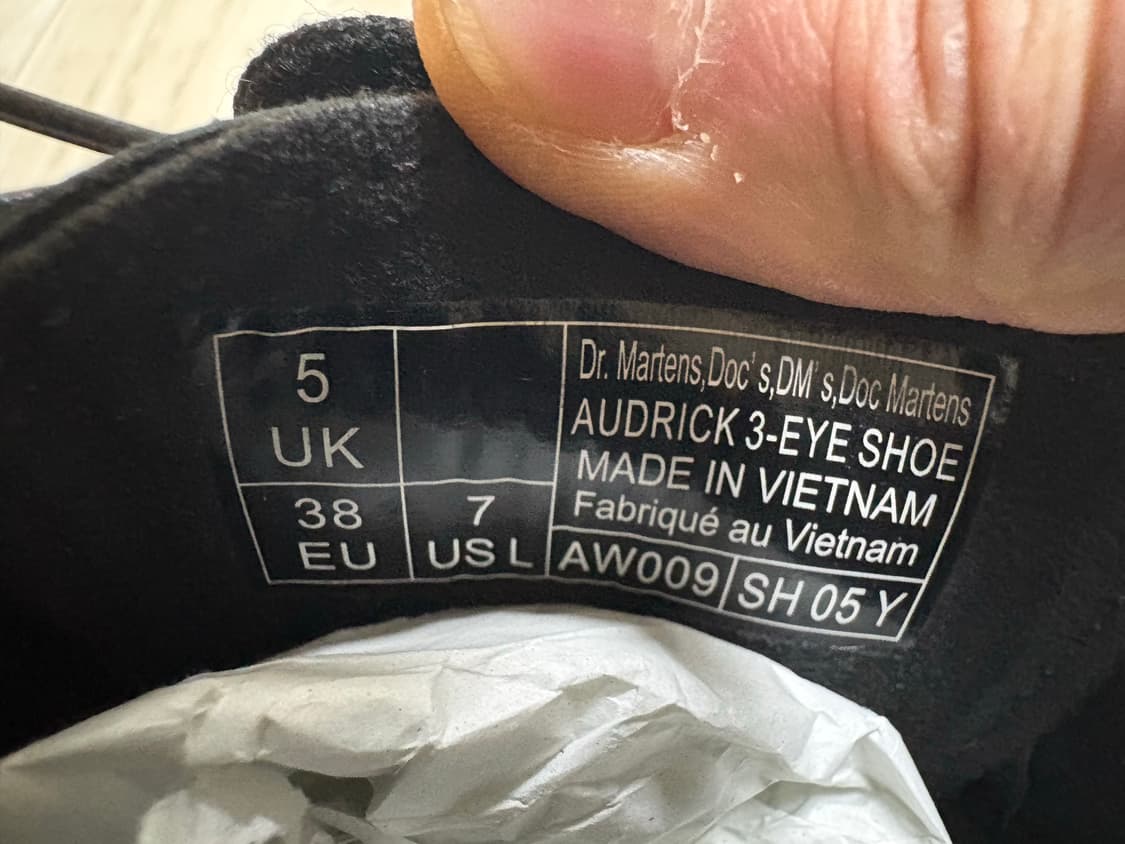 5
UK
38
EU
7
US L
Dr. Martens,Doc's,DM's,Doc Martens
AUDRICK 3-EYE SHOE
MADE IN VIETNAM
Fabriqué au Vietnam
AW009
SH 05 Y